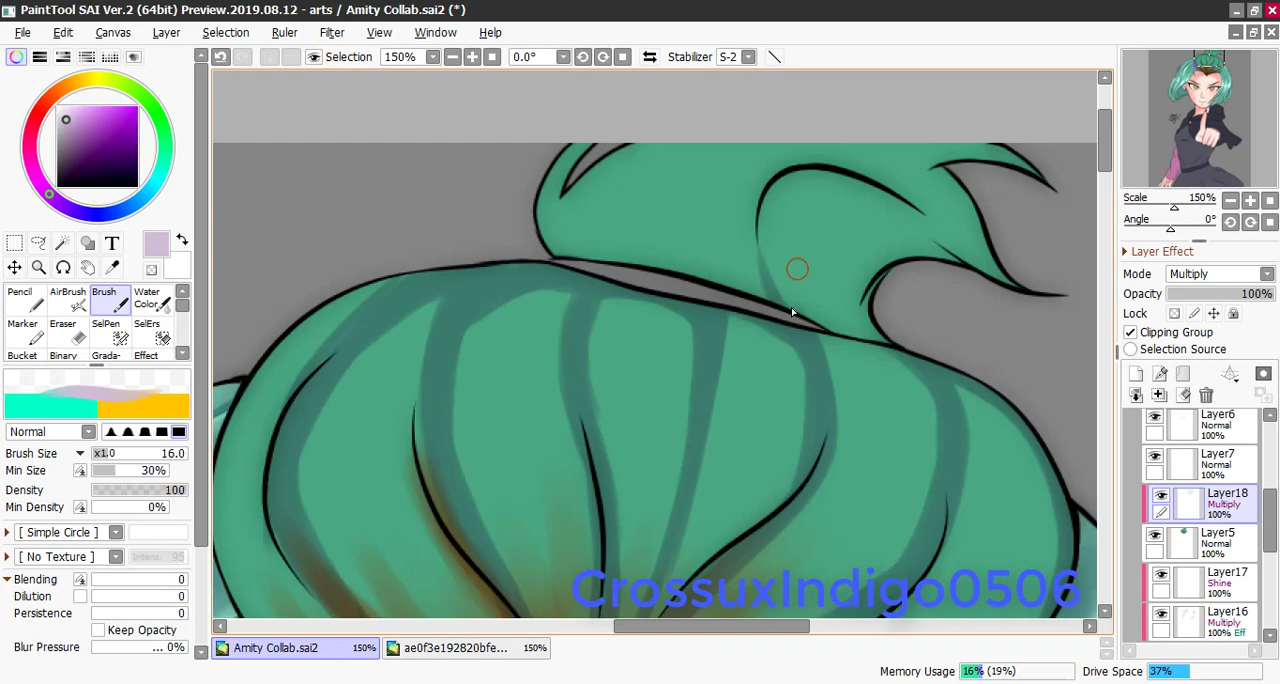 PaintTool SAI Ver.2 (64bit) Preview.2019.08.12 - arts / Amity Collab.sai2 (*)
File Edit Canvas Layer Selection Ruler Filter View Window Help
Selection 150% 0.0° Stabilizer S-2
Scale 150%
Angle 0°
Layer Effect
Mode Multiply
Opacity 100%
Lock
Clipping Group
Selection Source
T
Pencil AirBrush Brush Water Color
Marker Eraser SelPen SelErs
Bucket Binary Grada- Effect
Normal
Brush Size x1.0 16.0
Min Size 30%
Density 100
Min Density 0%
[ Simple Circle ]
[ No Texture ] Intens. 95
Blending 0
Dilution 0
Persistence 0
Keep Opacity
Blur Pressure ... 0%
Layer6
Normal
100%
Layer7
Normal
100%
Layer18
Multiply
100%
Layer5
Normal
100%
Layer17
Shine
100%
Layer16
Multiply
100% Eff
CrossuxIndigo0506
Amity Collab.sai2 150% ae0f3e192820bfe... 150%
Memory Usage 16% (19%) Drive Space 37%